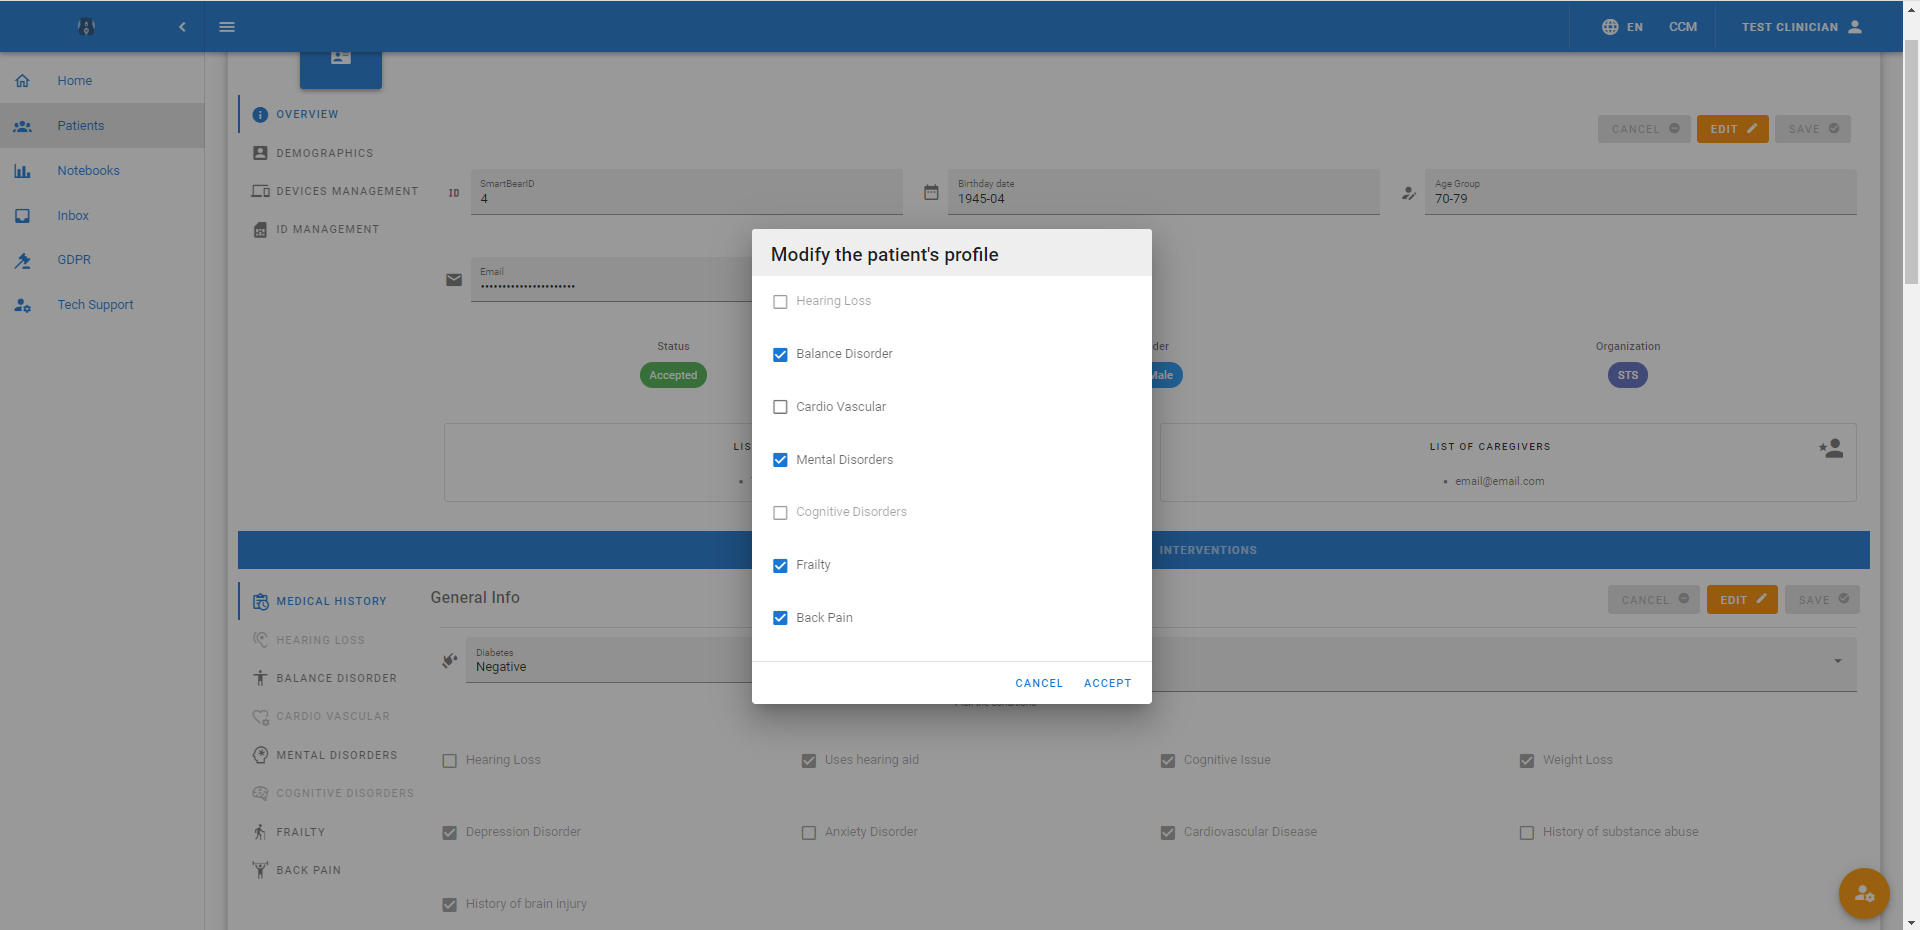 EN
CCM
TEST CLINICIAN
Home
Patients
Notebooks
Inbox
GDPR
Tech Support
OVERVIEW
DEMOGRAPHICS
DEVICES MANAGEMENT
ID MANAGEMENT
CANCEL
EDIT
SAVE
ID
SmartBearID
4
Birthday date
1945-04
Age Group
70-79
Email
••••••••••••••••••••••
Status
Accepted
der
Male
Organization
STS
LIS
LIST OF CAREGIVERS
• email@email.com
INTERVENTIONS
Modify the patient's profile
Hearing Loss
Balance Disorder
Cardio Vascular
Mental Disorders
Cognitive Disorders
Frailty
Back Pain
CANCEL
ACCEPT
MEDICAL HISTORY
HEARING LOSS
BALANCE DISORDER
CARDIO VASCULAR
MENTAL DISORDERS
COGNITIVE DISORDERS
FRAILTY
BACK PAIN
General Info
CANCEL
EDIT
SAVE
Diabetes
Negative
Hearing Loss
Uses hearing aid
Cognitive Issue
Weight Loss
Depression Disorder
Anxiety Disorder
Cardiovascular Disease
History of substance abuse
History of brain injury